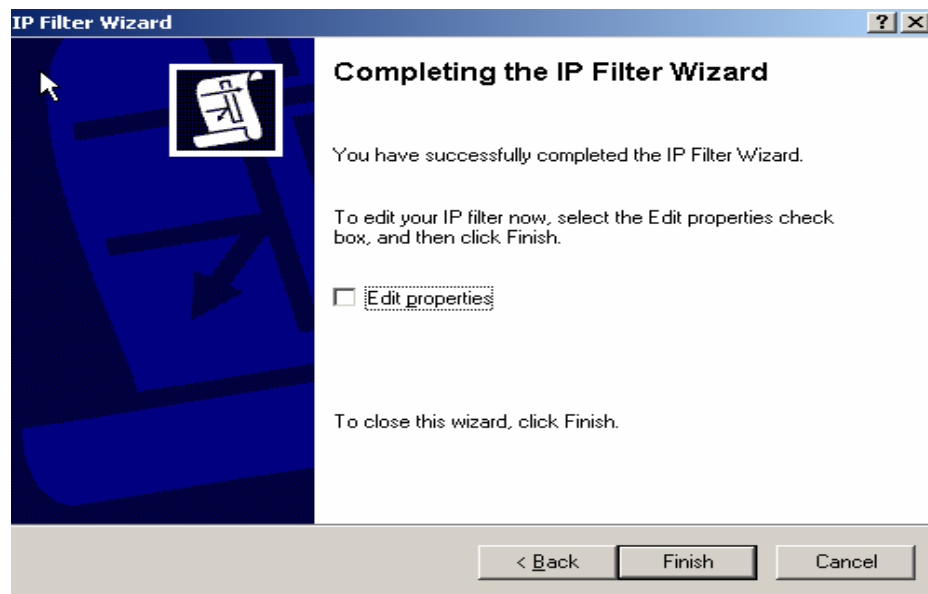 IP Filter Wizard
Completing the IP Filter Wizard
You have successfully completed the IP Filter Wizard.
To edit your IP filter now, select the Edit properties check
box, and then click Finish.
Edit properties
To close this wizard, click Finish.
< Back Finish Cancel